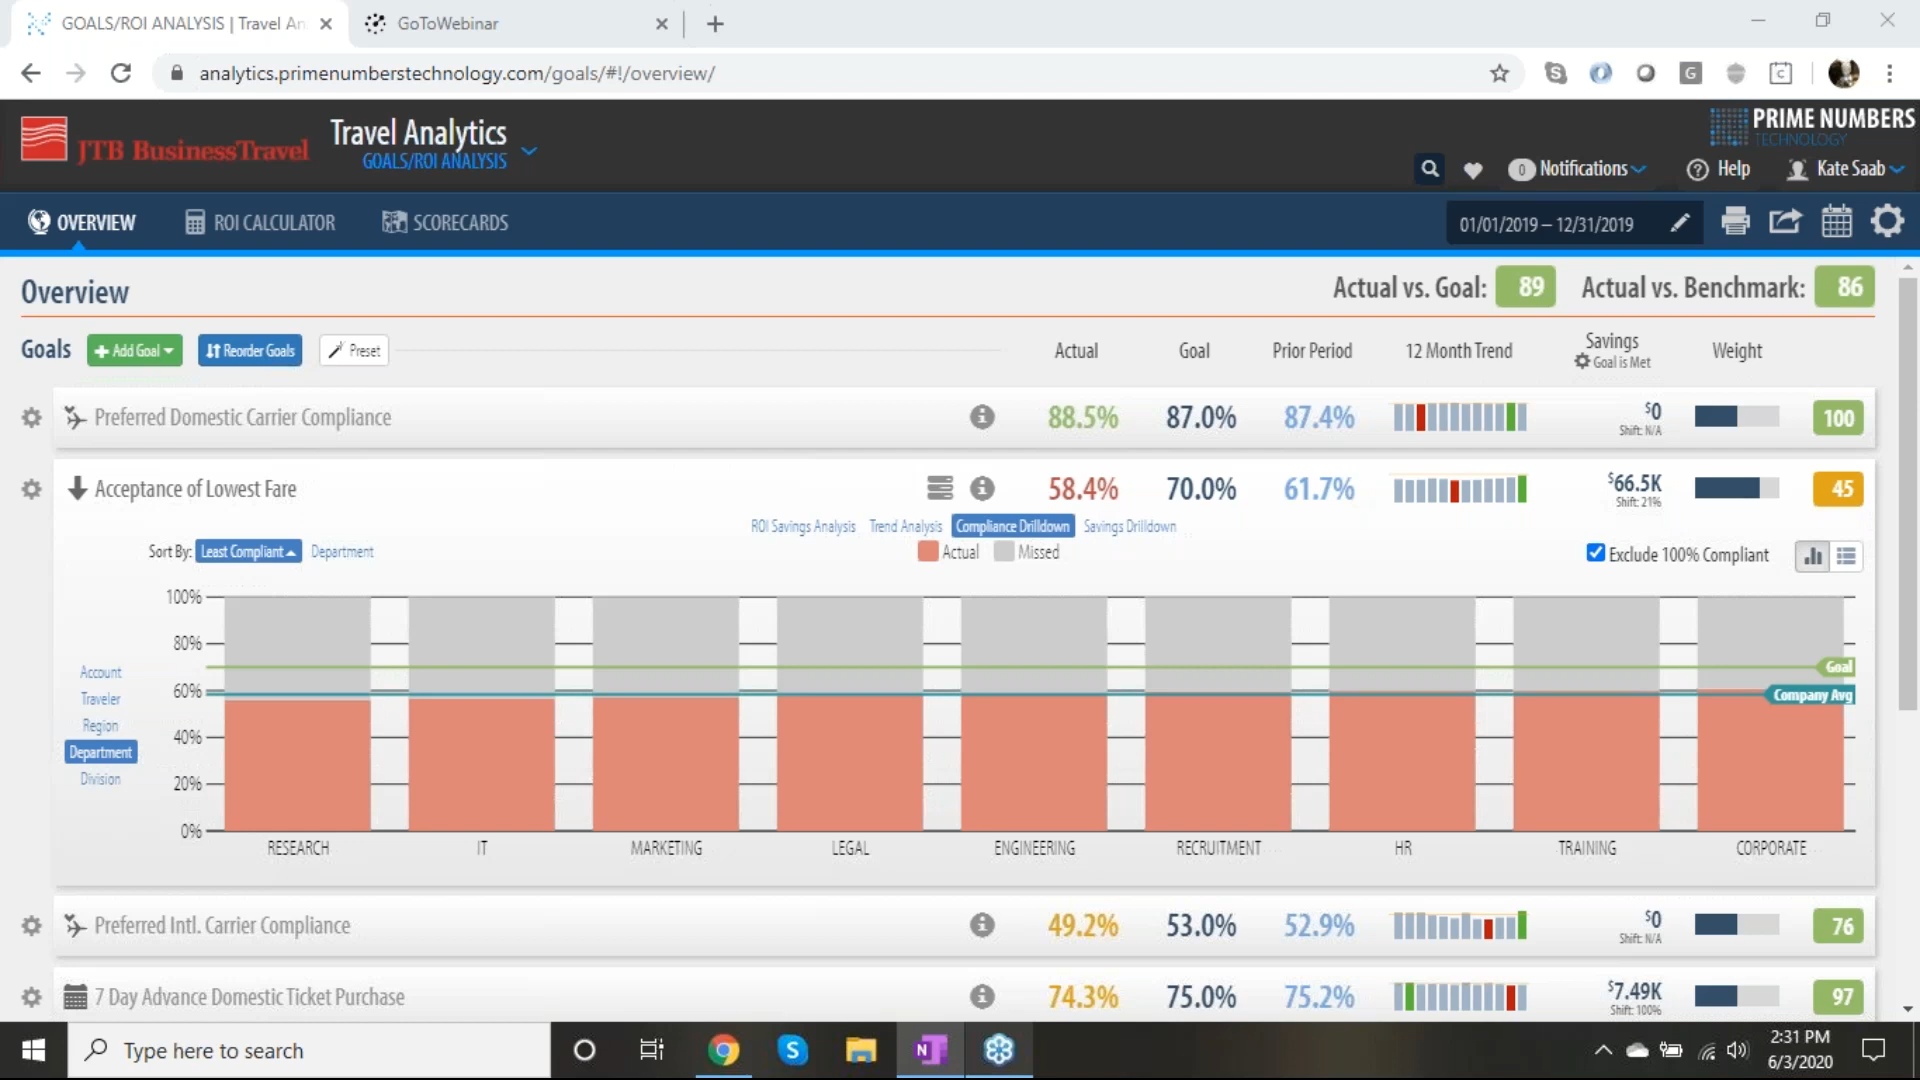 GOALS/ROI ANALYSIS | Travel An
GoToWebinar
analytics.primenumberstechnology.com/goals/#!/overview/
JTB BusinessTravel
Travel Analytics
GOALS/ROI ANALYSIS
PRIME NUMBERS
TECHNOLOGY
0 Notifications
Help
Kate Saab
OVERVIEW
ROI CALCULATOR
SCORECARDS
01/01/2019 – 12/31/2019
Overview
Actual vs. Goal: 89
Actual vs. Benchmark: 86
Goals
Add Goal
Reorder Goals
Preset
Actual
Goal
Prior Period
12 Month Trend
Savings
Goal is Met
Weight
Preferred Domestic Carrier Compliance
88.5%
87.0%
87.4%
$0
Shift: N/A
100
Acceptance of Lowest Fare
58.4%
70.0%
61.7%
$66.5K
Shift: 21%
45
ROI Savings Analysis
Trend Analysis
Compliance Drilldown
Savings Drilldown
Sort By: Least Compliant
Department
Actual
Missed
Exclude 100% Compliant
100%
80%
60%
40%
20%
0%
Goal
Company Avg
Account
Traveler
Region
Department
Division
RESEARCH
IT
MARKETING
LEGAL
ENGINEERING
RECRUITMENT
HR
TRAINING
CORPORATE
Preferred Intl. Carrier Compliance
49.2%
53.0%
52.9%
$0
Shift: N/A
76
7 Day Advance Domestic Ticket Purchase
74.3%
75.0%
75.2%
$7.49K
Shift: 100%
97
Type here to search
2:31 PM
6/3/2020